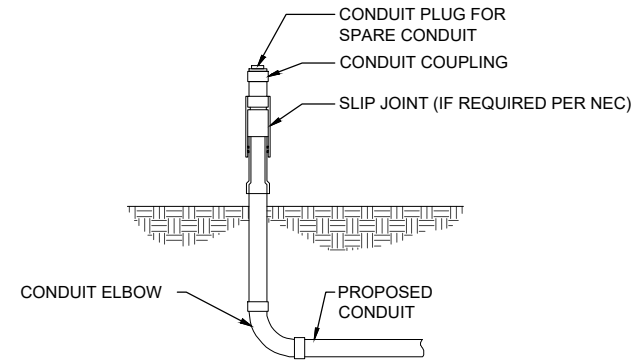 CONDUIT PLUG FOR
SPARE CONDUIT
CONDUIT COUPLING
SLIP JOINT (IF REQUIRED PER NEC)
CONDUIT ELBOW
PROPOSED
CONDUIT